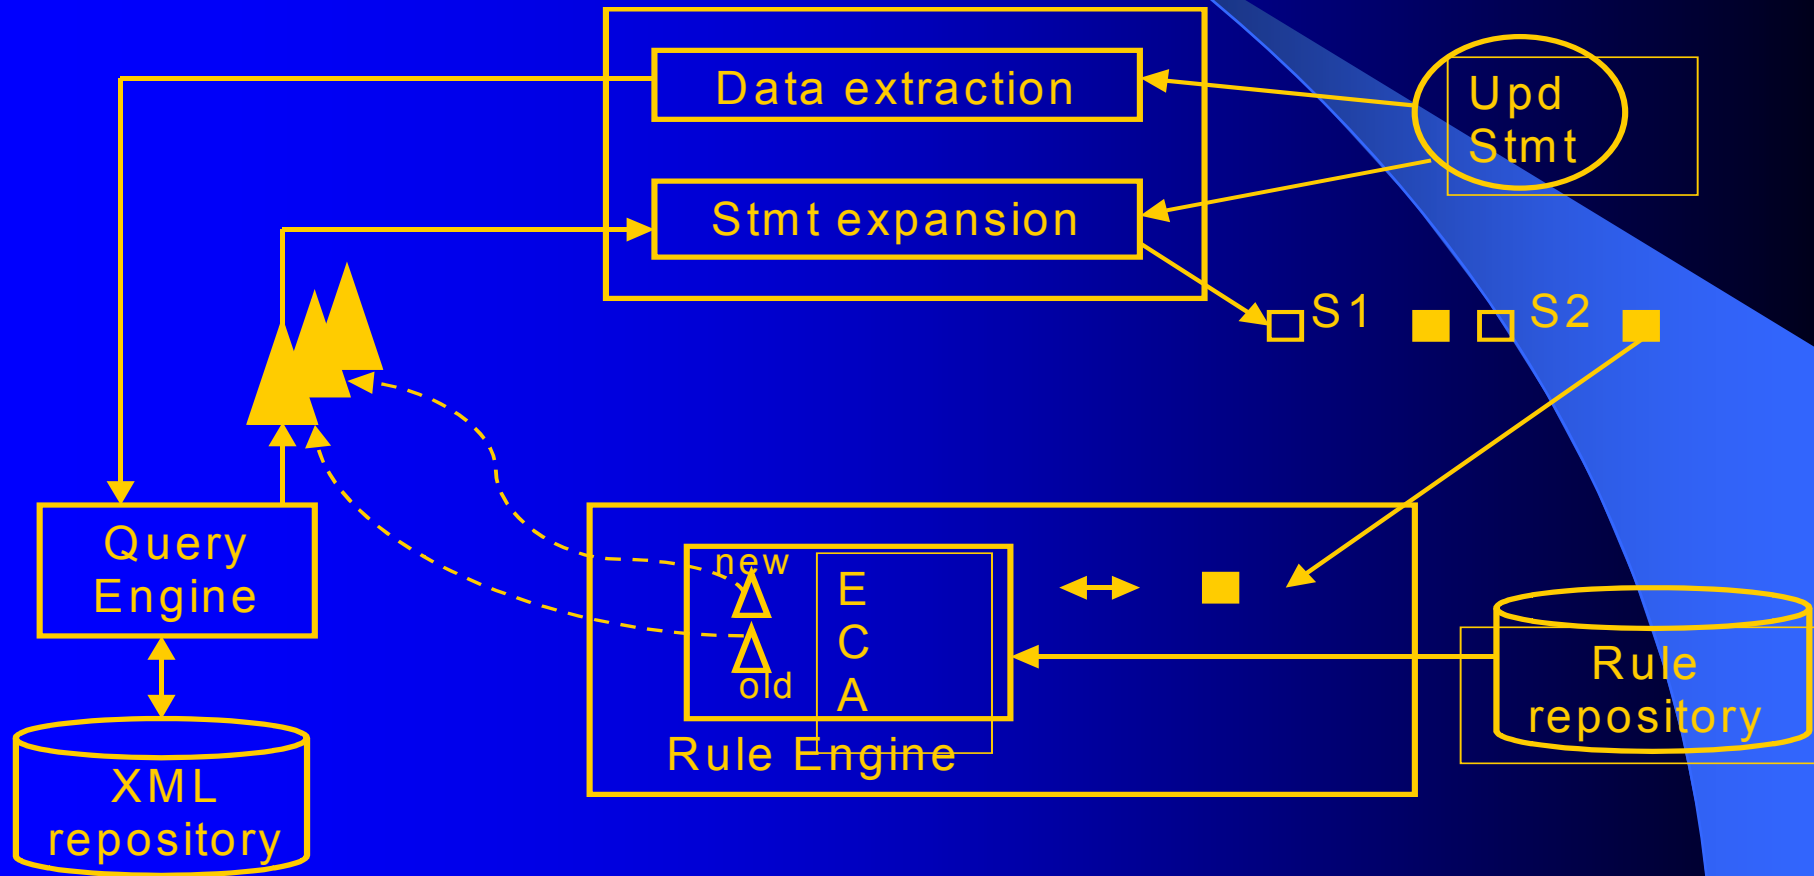 Data extraction
Upd
Stmt
Stmt expansion
S1
S2
Query
Engine
new
old
E
C
A
Rule Engine
Rule
repository
XML
repository